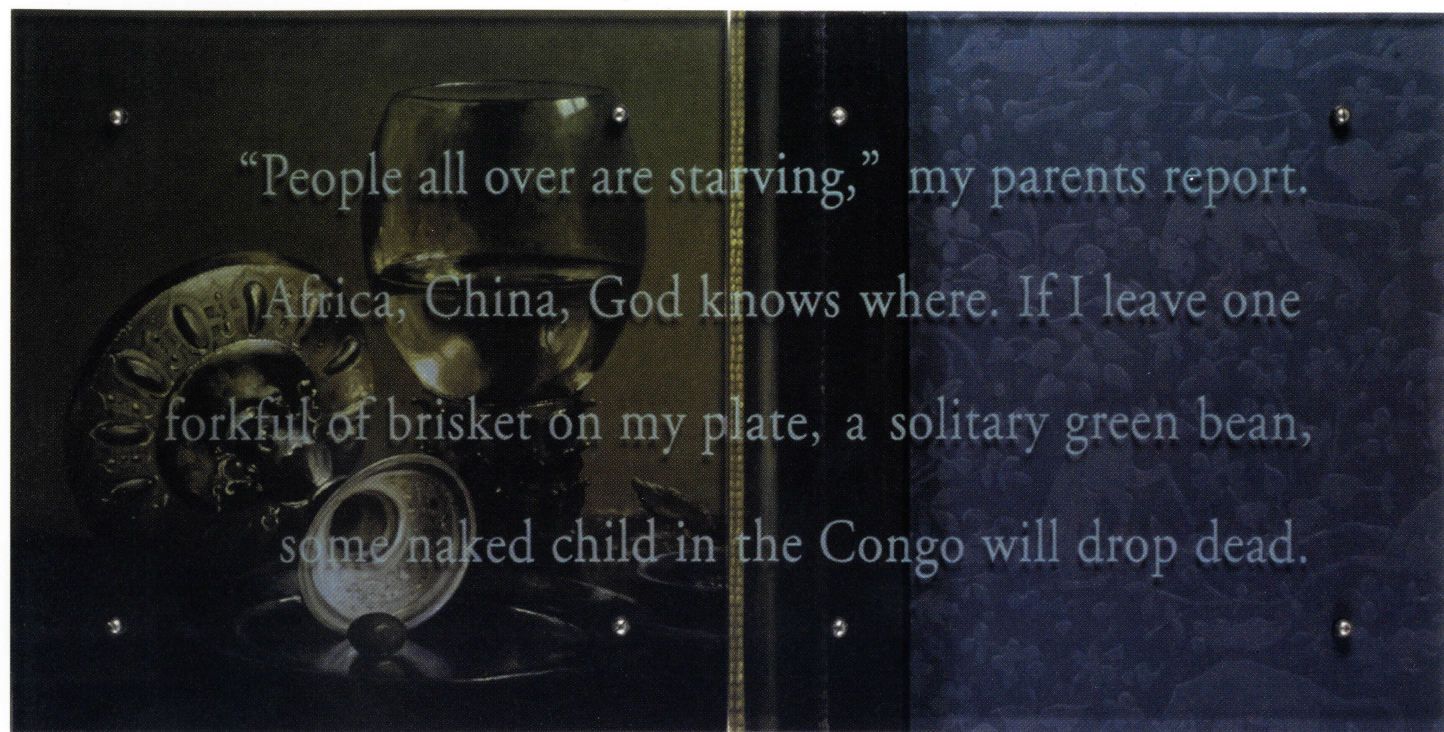 “People all over are starving,” my parents report.
Africa, China, God knows where. If I leave one
forkful of brisket on my plate, a solitary green bean,
some naked child in the Congo will drop dead.